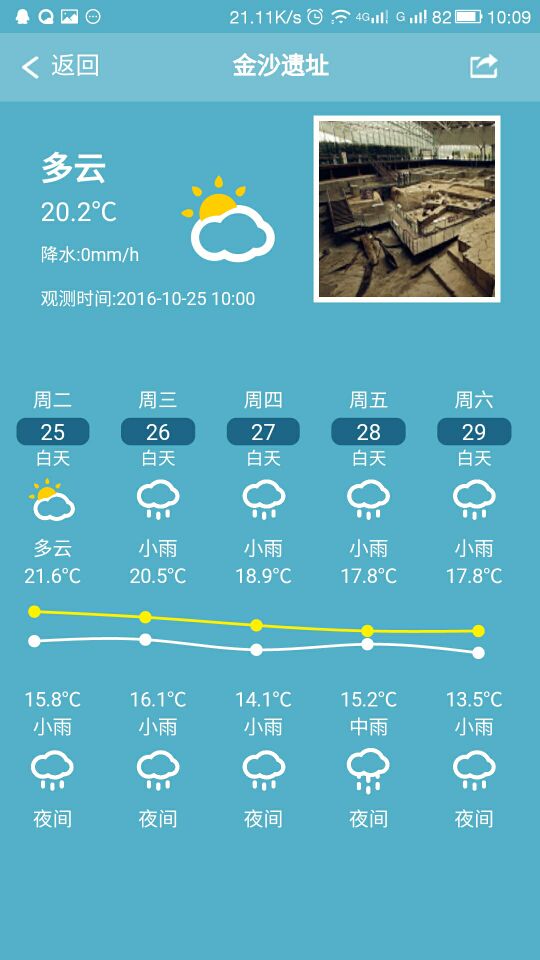 21.11K/s 4G G 82 10:09
返回 金沙遗址
多云
20.2℃
降水:0mm/h
观测时间:2016-10-25 10:00
周二 周三 周四 周五 周六
25 26 27 28 29
白天 白天 白天 白天 白天
多云 小雨 小雨 小雨 小雨
21.6℃ 20.5℃ 18.9℃ 17.8℃ 17.8℃
15.8℃ 16.1℃ 14.1℃ 15.2℃ 13.5℃
小雨 小雨 小雨 中雨 小雨
夜间 夜间 夜间 夜间 夜间